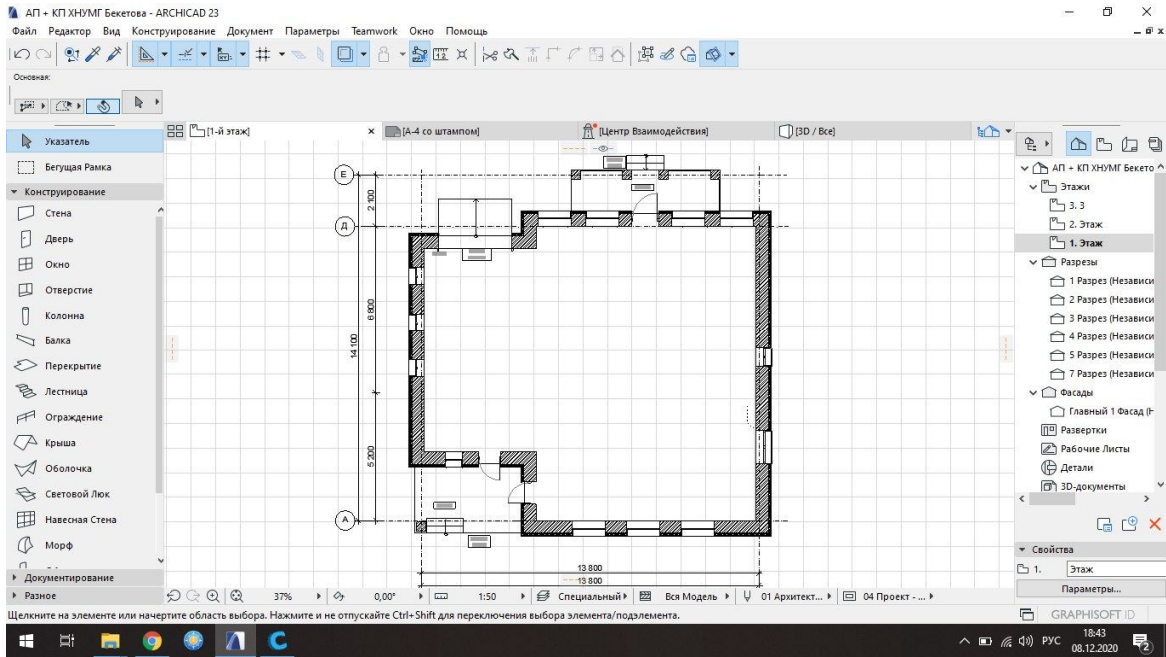 АП + КП ХНУМГ Бекетова - ARCHICAD 23
Файл Редактор Вид Конструирование Документ Параметры Teamwork Окно Помощь
Основная:
[1-й этаж]
[А-4 со штампом]
[Центр Взаимодействия]
[3D / Все]
Указатель
Бегущая Рамка
Конструирование
Стена
Дверь
Окно
Отверстие
Колонна
Балка
Перекрытие
Лестница
Ограждение
Крыша
Оболочка
Световой Люк
Навесная Стена
Морф
Документирование
Разное
Е
2 100
Д
6 800
14 100
5 200
А
13 800
13 800
АП + КП ХНУМГ Бекето
Этажи
3. 3
2. Этаж
1. Этаж
Разрезы
1 Разрез (Независи
2 Разрез (Независи
3 Разрез (Независи
4 Разрез (Независи
5 Разрез (Независи
7 Разрез (Независи
Фасады
Главный 1 Фасад (Н
Развертки
Рабочие Листы
Детали
3D-документы
Свойства
1. Этаж
Параметры...
37% 0,00° 1:50 Специальный Вся Модель 01 Архитект... 04 Проект - ...
Щелкните на элементе или начертите область выбора. Нажмите и не отпускайте Ctrl+Shift для переключения выбора элемента/подэлемента.
GRAPHISOFT ID
РУС
18:43
08.12.2020
2